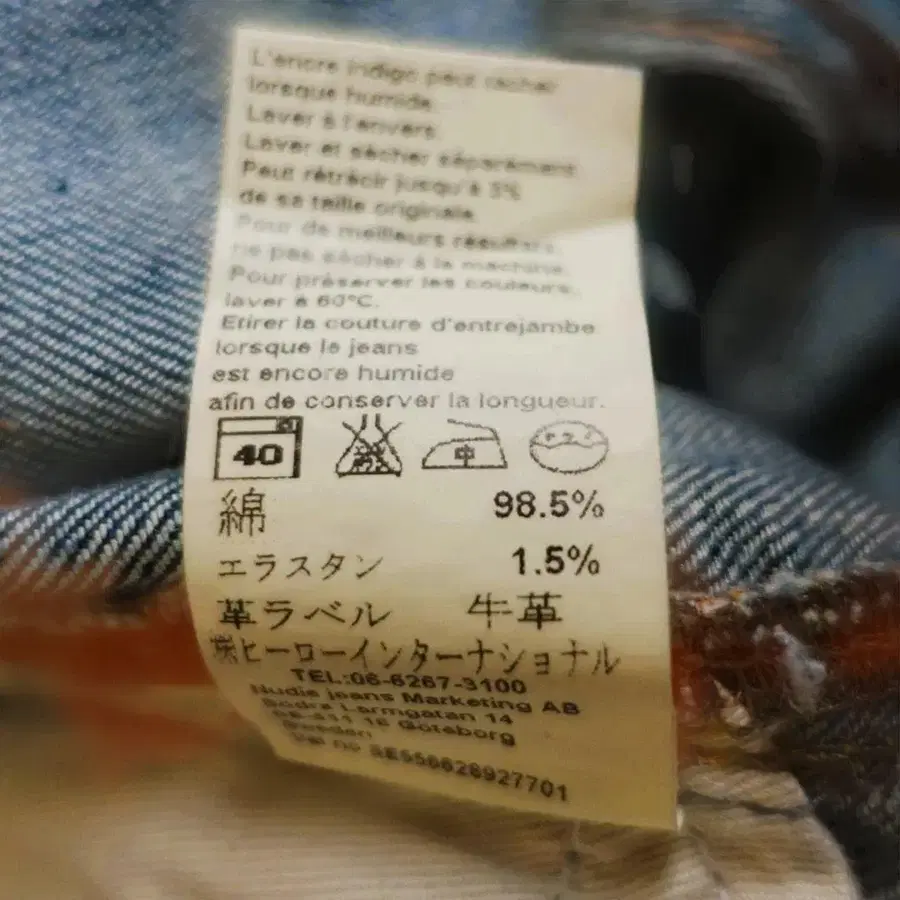 L'encre indigo peut tacher
lorsque humide.
Laver à l'envers.
Laver et sécher séparément.
Peut rétrécir jusqu'à 3%
de sa taille originale.
Pour de meilleurs résultats,
ne pas sécher à la machine.
Pour préserver les couleurs,
laver à 60°C.
Etirer la couture d'entrejambe
lorsque le jeans
est encore humide
afin de conserver la longueur.
40 中 ドライ
綿 98.5%
エラスタン 1.5%
革ラベル 牛革
㈱ヒーローインターナショナル
TEL:06-6267-3100
Nudie jeans Marketing AB
Södra Larmgatan 14
16 Göteborg
Sweden
no SE556628927701